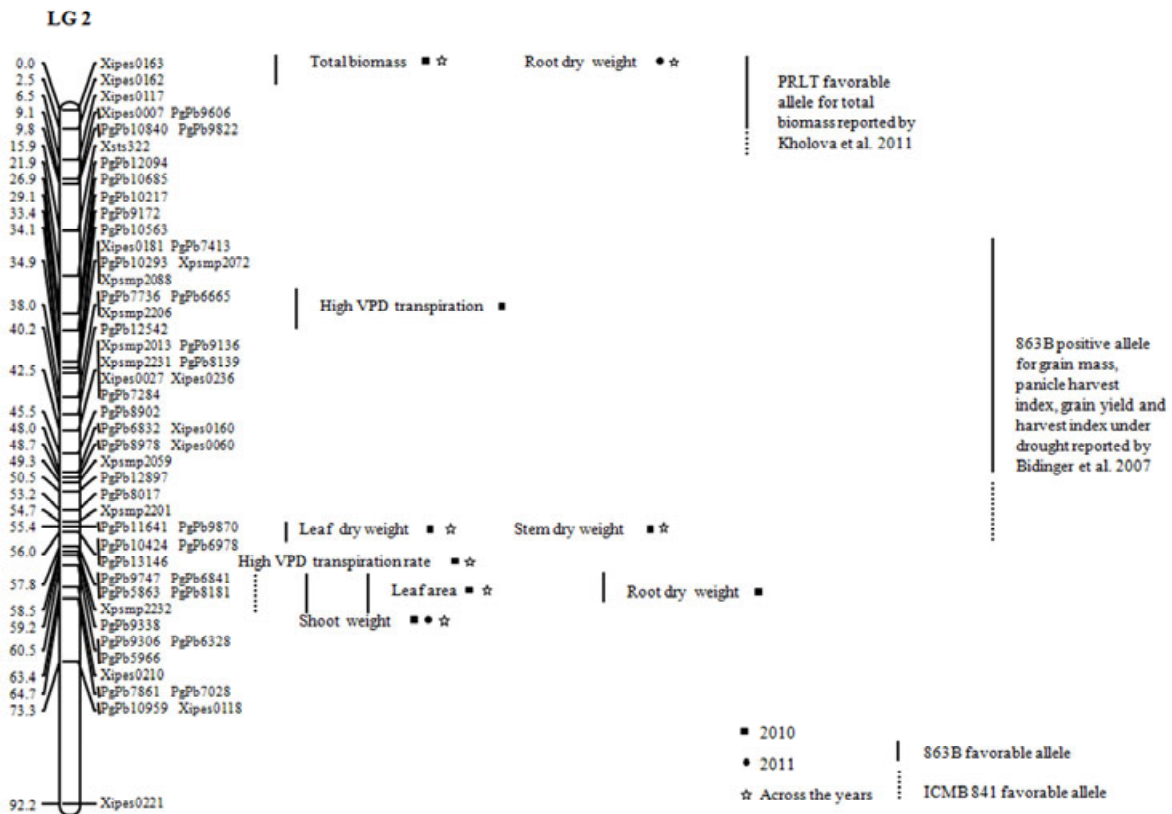 LG 2
0.0 Xipes0163
2.5 Xipes0162
6.5 Xipes0117
9.1 Xipes0007 PgPb9606
9.8 PgPb10840 PgPb9822
15.9 Xsts322
21.9 PgPb12094
26.9 PgPb10685
29.1 PgPb10217
33.4 PgPb9172
34.1 PgPb10563
Xipes0181 PgPb7413
34.9 PgPb10293 Xpsmp2072
Xpsmp2088
PgPb7736 PgPb6665
38.0 Xpsmp2206
40.2 PgPb12542
Xpsmp2013 PgPb9136
Xpsmp2231 PgPb8139
42.5 Xipes0027 Xipes0236
PgPb7284
45.5 PgPb8902
48.0 PgPb6832 Xipes0160
48.7 PgPb8978 Xipes0060
49.3 Xpsmp2059
50.5 PgPb12897
53.2 PgPb8017
54.7 Xpsmp2201
55.4 PgPb11641 PgPb9870
56.0 PgPb10424 PgPb6978
PgPb13146
57.8 PgPb9747 PgPb6841
PgPb5863 PgPb8181
58.5 Xpsmp2232
59.2 PgPb9338
60.5 PgPb9306 PgPb6328
PgPb5966
63.4 Xipes0210
64.7 PgPb7861 PgPb7028
73.3 PgPb10959 Xipes0118
92.2 Xipes0221
Total biomass ■ ☆
Root dry weight ● ☆
PRLT favorable
allele for total
biomass reported by
Kholova et al. 2011
High VPD transpiration ■
863B positive allele
for grain mass,
panicle harvest
index, grain yield and
harvest index under
drought reported by
Bidinger et al. 2007
Leaf dry weight ■ ☆
Stem dry weight ■ ☆
High VPD transpiration rate ■ ☆
Leaf area ■ ☆
Root dry weight ■
Shoot weight ■ ● ☆
■ 2010
● 2011
☆ Across the years
863B favorable allele
ICMB 841 favorable allele